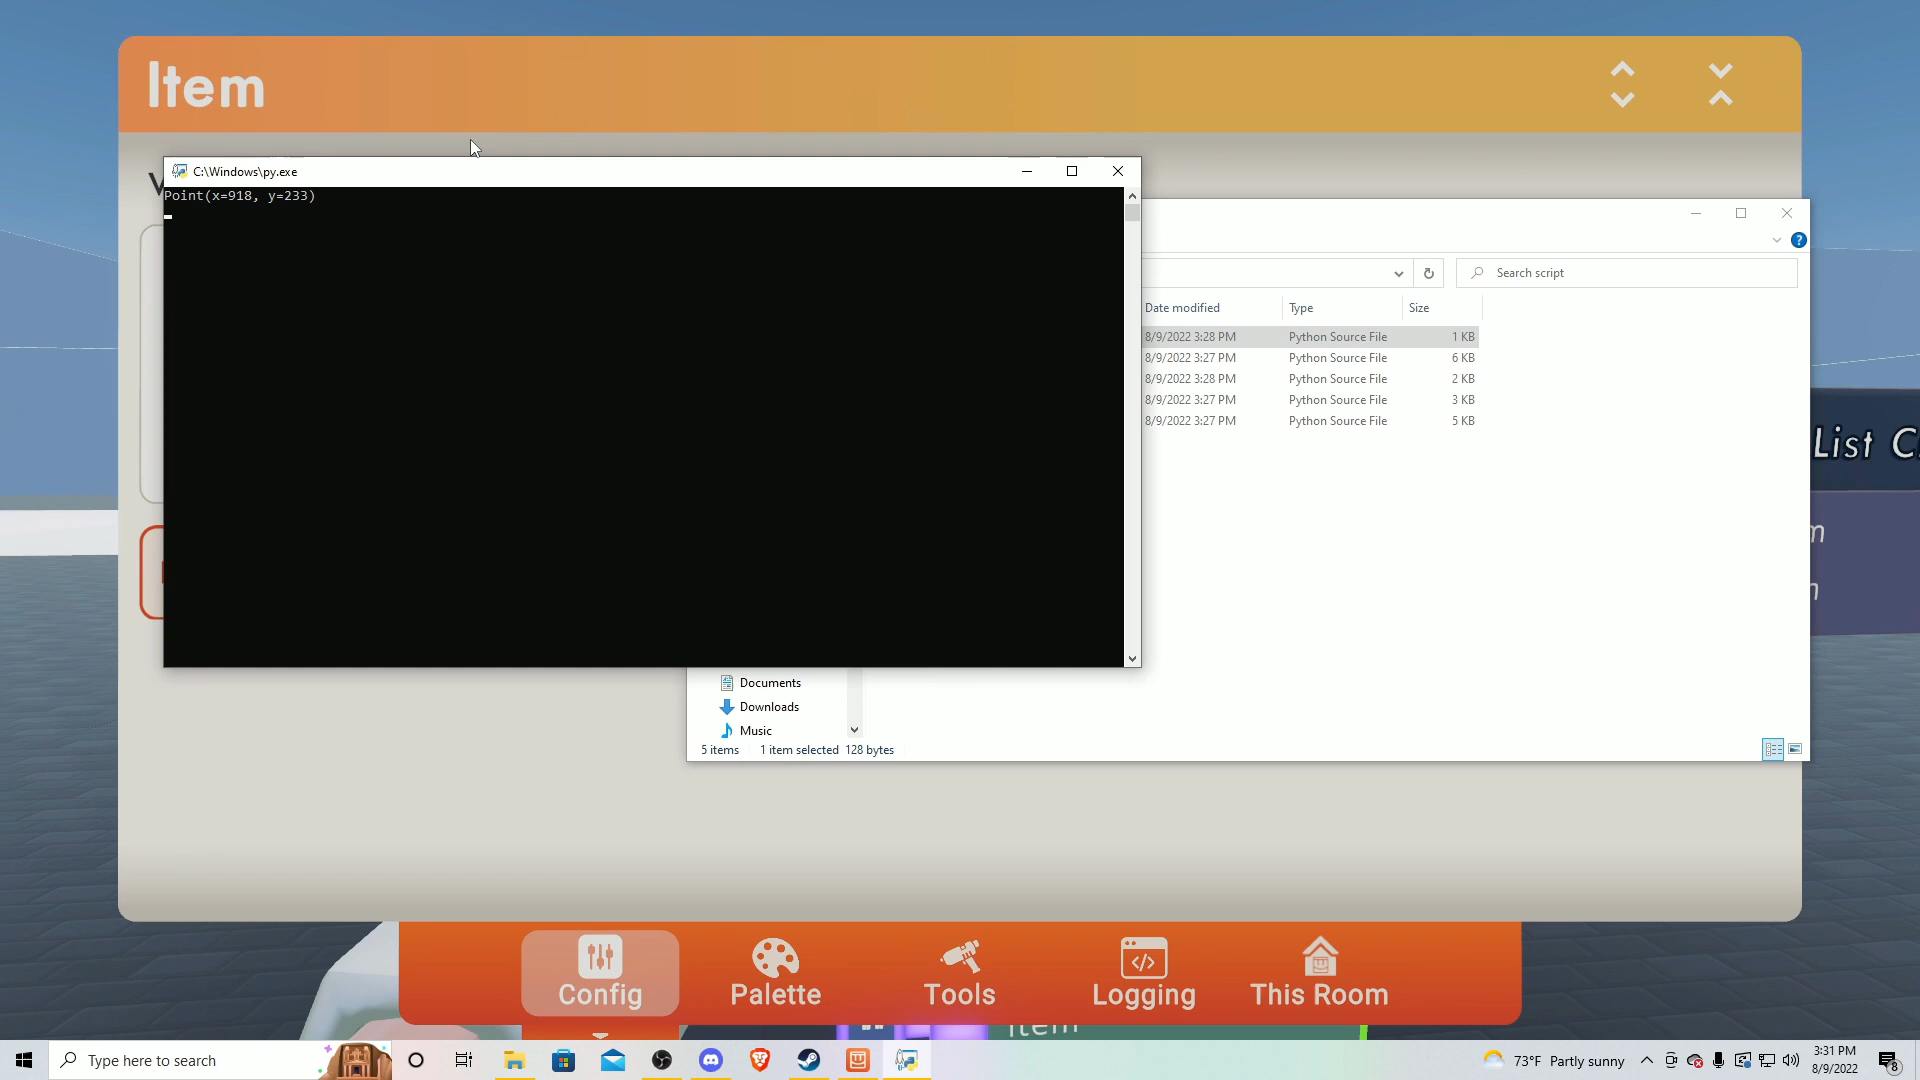 Item
C:\Windows\py.exe
Point(x=918, y=233)
Search script
Date modified Type Size
8/9/2022 3:28 PM Python Source File 1 KB
8/9/2022 3:27 PM Python Source File 6 KB
8/9/2022 3:28 PM Python Source File 2 KB
8/9/2022 3:27 PM Python Source File 3 KB
8/9/2022 3:27 PM Python Source File 5 KB
List C
Documents
Downloads
Music
5 items 1 item selected 128 bytes
Config Palette Tools Logging This Room
Item
Type here to search
73°F Partly sunny
3:31 PM
8/9/2022
8